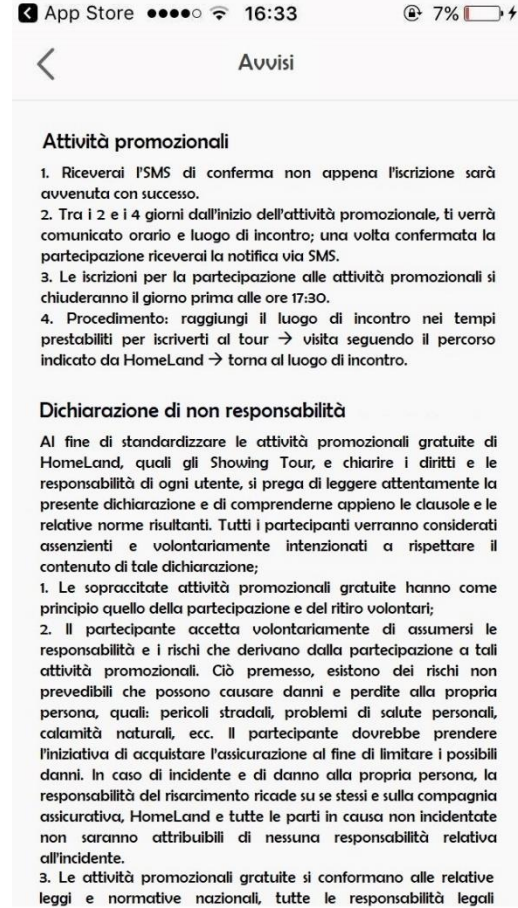 App Store 16:33 7%
Avvisi
Attività promozionali
1. Riceverai l'SMS di conferma non appena l'iscrizione sarà
avvenuta con successo.
2. Tra i 2 e i 4 giorni dall'inizio dell'attività promozionale, ti verrà
comunicato orario e luogo di incontro; una volta confermata la
partecipazione riceverai la notifica via SMS.
3. Le iscrizioni per la partecipazione alle attività promozionali si
chiuderanno il giorno prima alle ore 17:30.
4. Procedimento: raggiungi il luogo di incontro nei tempi
prestabiliti per iscriverti al tour → visita seguendo il percorso
indicato da HomeLand → torna al luogo di incontro.
Dichiarazione di non responsabilità
Al fine di standardizzare le attività promozionali gratuite di
HomeLand, quali gli Showing Tour, e chiarire i diritti e le
responsabilità di ogni utente, si prega di leggere attentamente la
presente dichiarazione e di comprenderne appieno le clausole e le
relative norme risultanti. Tutti i partecipanti verranno considerati
assenzienti e volontariamente intenzionati a rispettare il
contenuto di tale dichiarazione;
1. Le sopraccitate attività promozionali gratuite hanno come
principio quello della partecipazione e del ritiro volontari;
2. Il partecipante accetta volontariamente di assumersi le
responsabilità e i rischi che derivano dalla partecipazione a tali
attività promozionali. Ciò premesso, esistono dei rischi non
prevedibili che possono causare danni e perdite alla propria
persona, quali: pericoli stradali, problemi di salute personali,
calamità naturali, ecc. Il partecipante dovrebbe prendere
l'iniziativa di acquistare l'assicurazione al fine di limitare i possibili
danni. In caso di incidente e di danno alla propria persona, la
responsabilità del risarcimento ricade su se stessi e sulla compagnia
assicurativa, HomeLand e tutte le parti in causa non incidentate
non saranno attribuibili di nessuna responsabilità relativa
all'incidente.
3. Le attività promozionali gratuite si conformano alle relative
leggi e normative nazionali, tutte le responsabilità legali